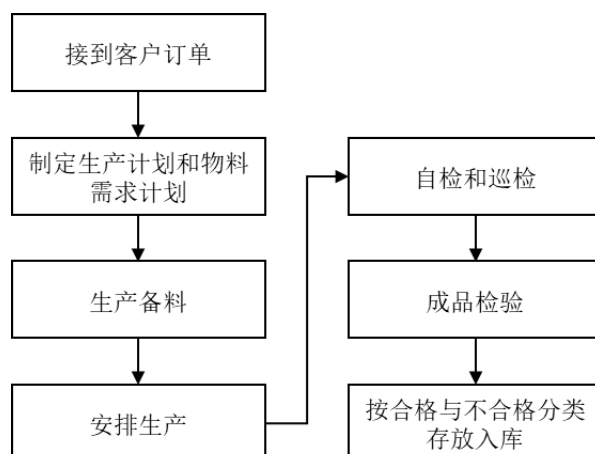 接到客户订单
制定生产计划和物料
需求计划
生产备料
安排生产
自检和巡检
成品检验
按合格与不合格分类
存放入库